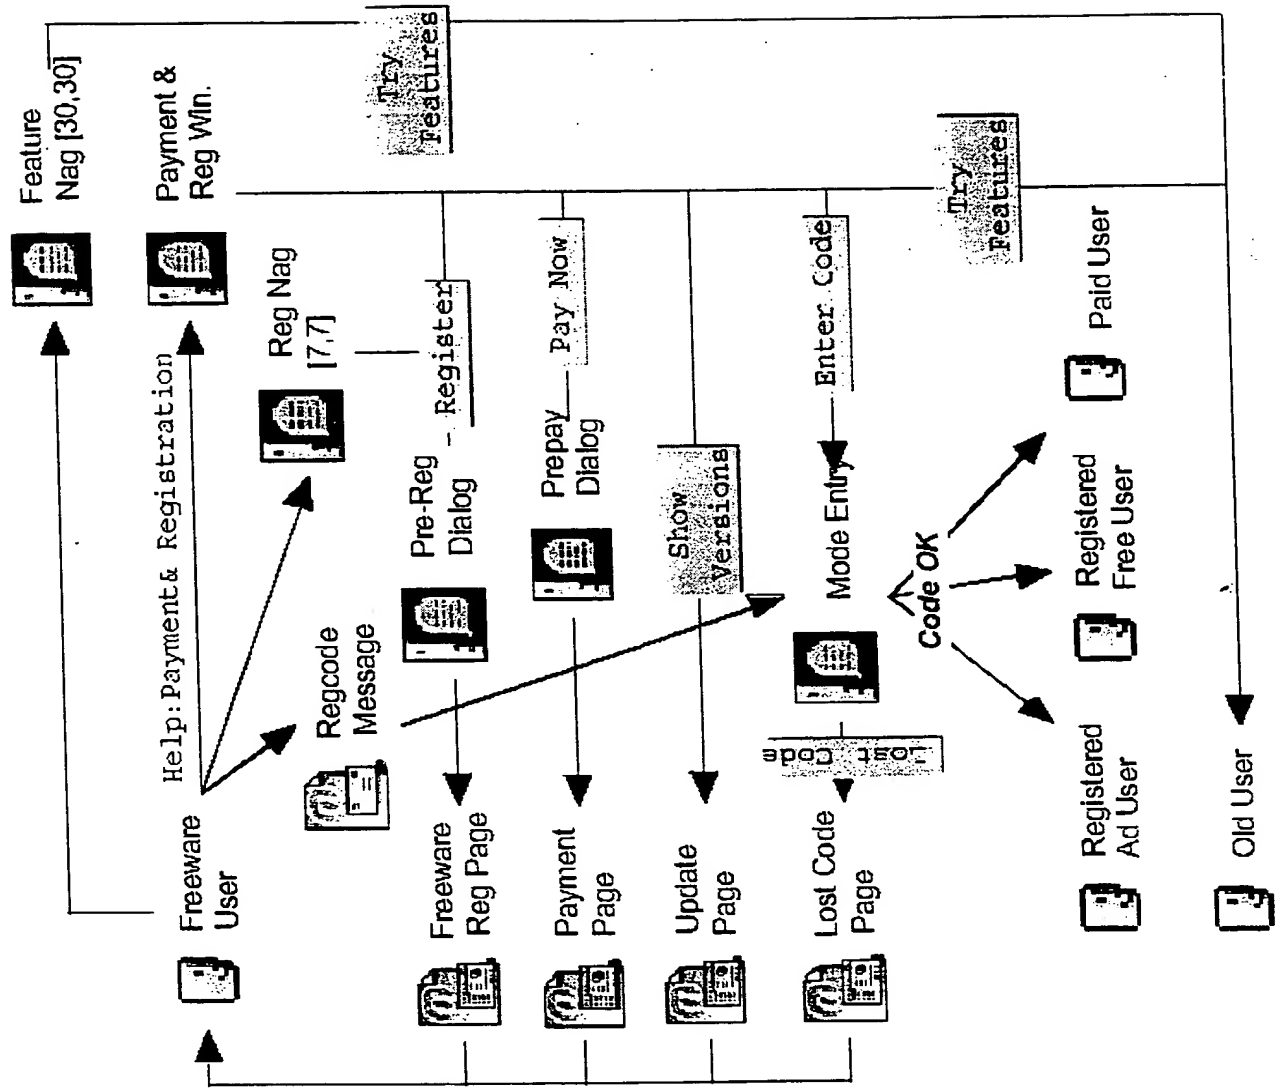 Feature
Nag [30,30]
Payment &
Reg Win.
Help:Payment& Registration
Freeware
User
Reg Nag
[7,7]
Regcode
Message
Try
Features
Register
Pre-Reg
Dialog
Freeware
Reg Page
Pay Now
Prepay
Dialog
Payment
Page
Show
Versions
Update
Page
Enter Code
Mode Entry
Lost Code
Lost Code
Page
Code OK
Try
Features
Paid User
Registered
Free User
Registered
Ad User
Old User